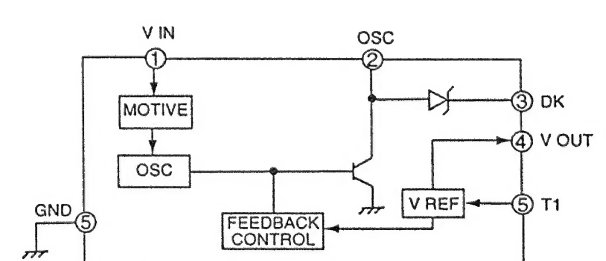 V IN
OSC
1
2
MOTIVE
3 DK
4 V OUT
OSC
GND 5
V REF
5 T1
FEEDBACK
CONTROL